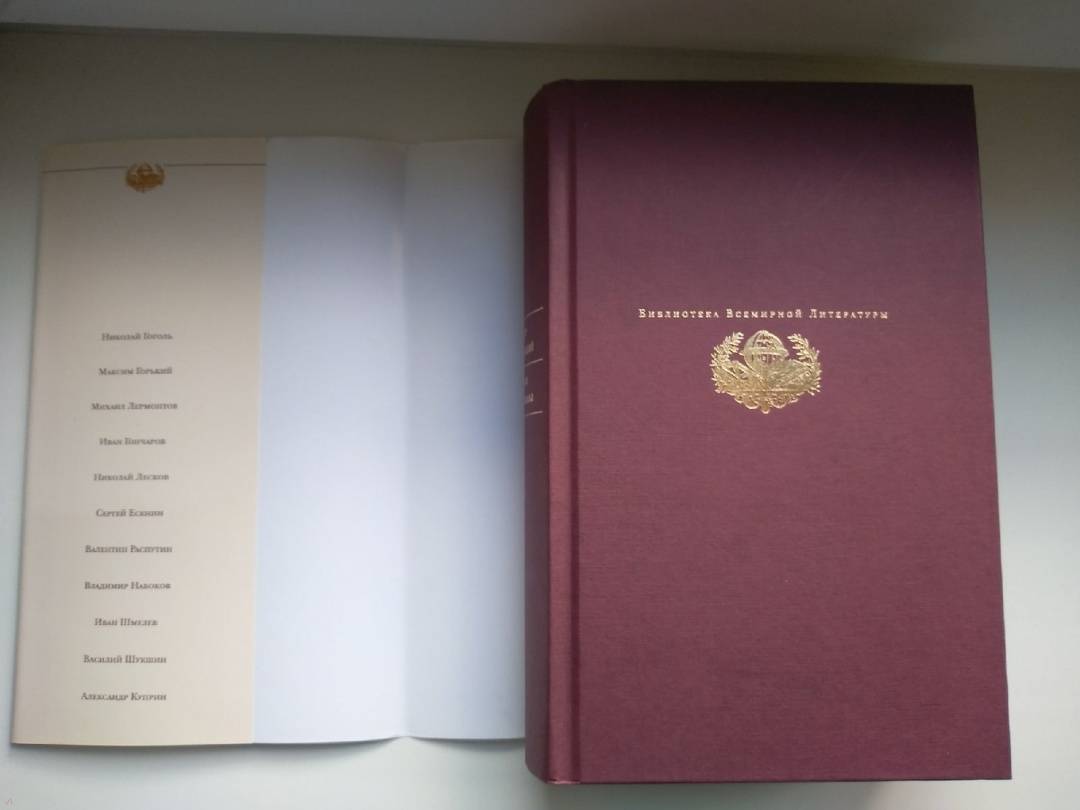 Николай Гоголь
Максим Горький
Михаил Лермонтов
Иван Гончаров
Николай Лесков
Сергей Есенин
Валентин Распутин
Владимир Набоков
Иван Шмелев
Василий Шукшин
Александр Куприн
Библиотека Всемирной Литературы